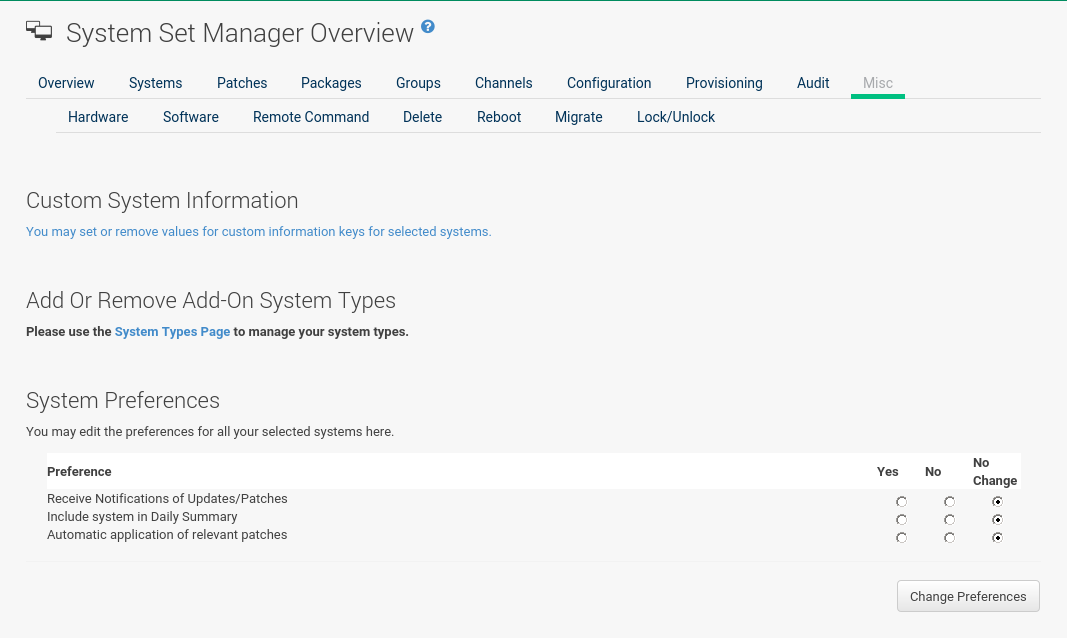 System Set Manager Overview ?
Overview Systems Patches Packages Groups Channels Configuration Provisioning Audit Misc
Hardware Software Remote Command Delete Reboot Migrate Lock/Unlock
Custom System Information
You may set or remove values for custom information keys for selected systems.
Add Or Remove Add-On System Types
Please use the System Types Page to manage your system types.
System Preferences
You may edit the preferences for all your selected systems here.
Preference Yes No No Change
Receive Notifications of Updates/Patches
Include system in Daily Summary
Automatic application of relevant patches
Change Preferences